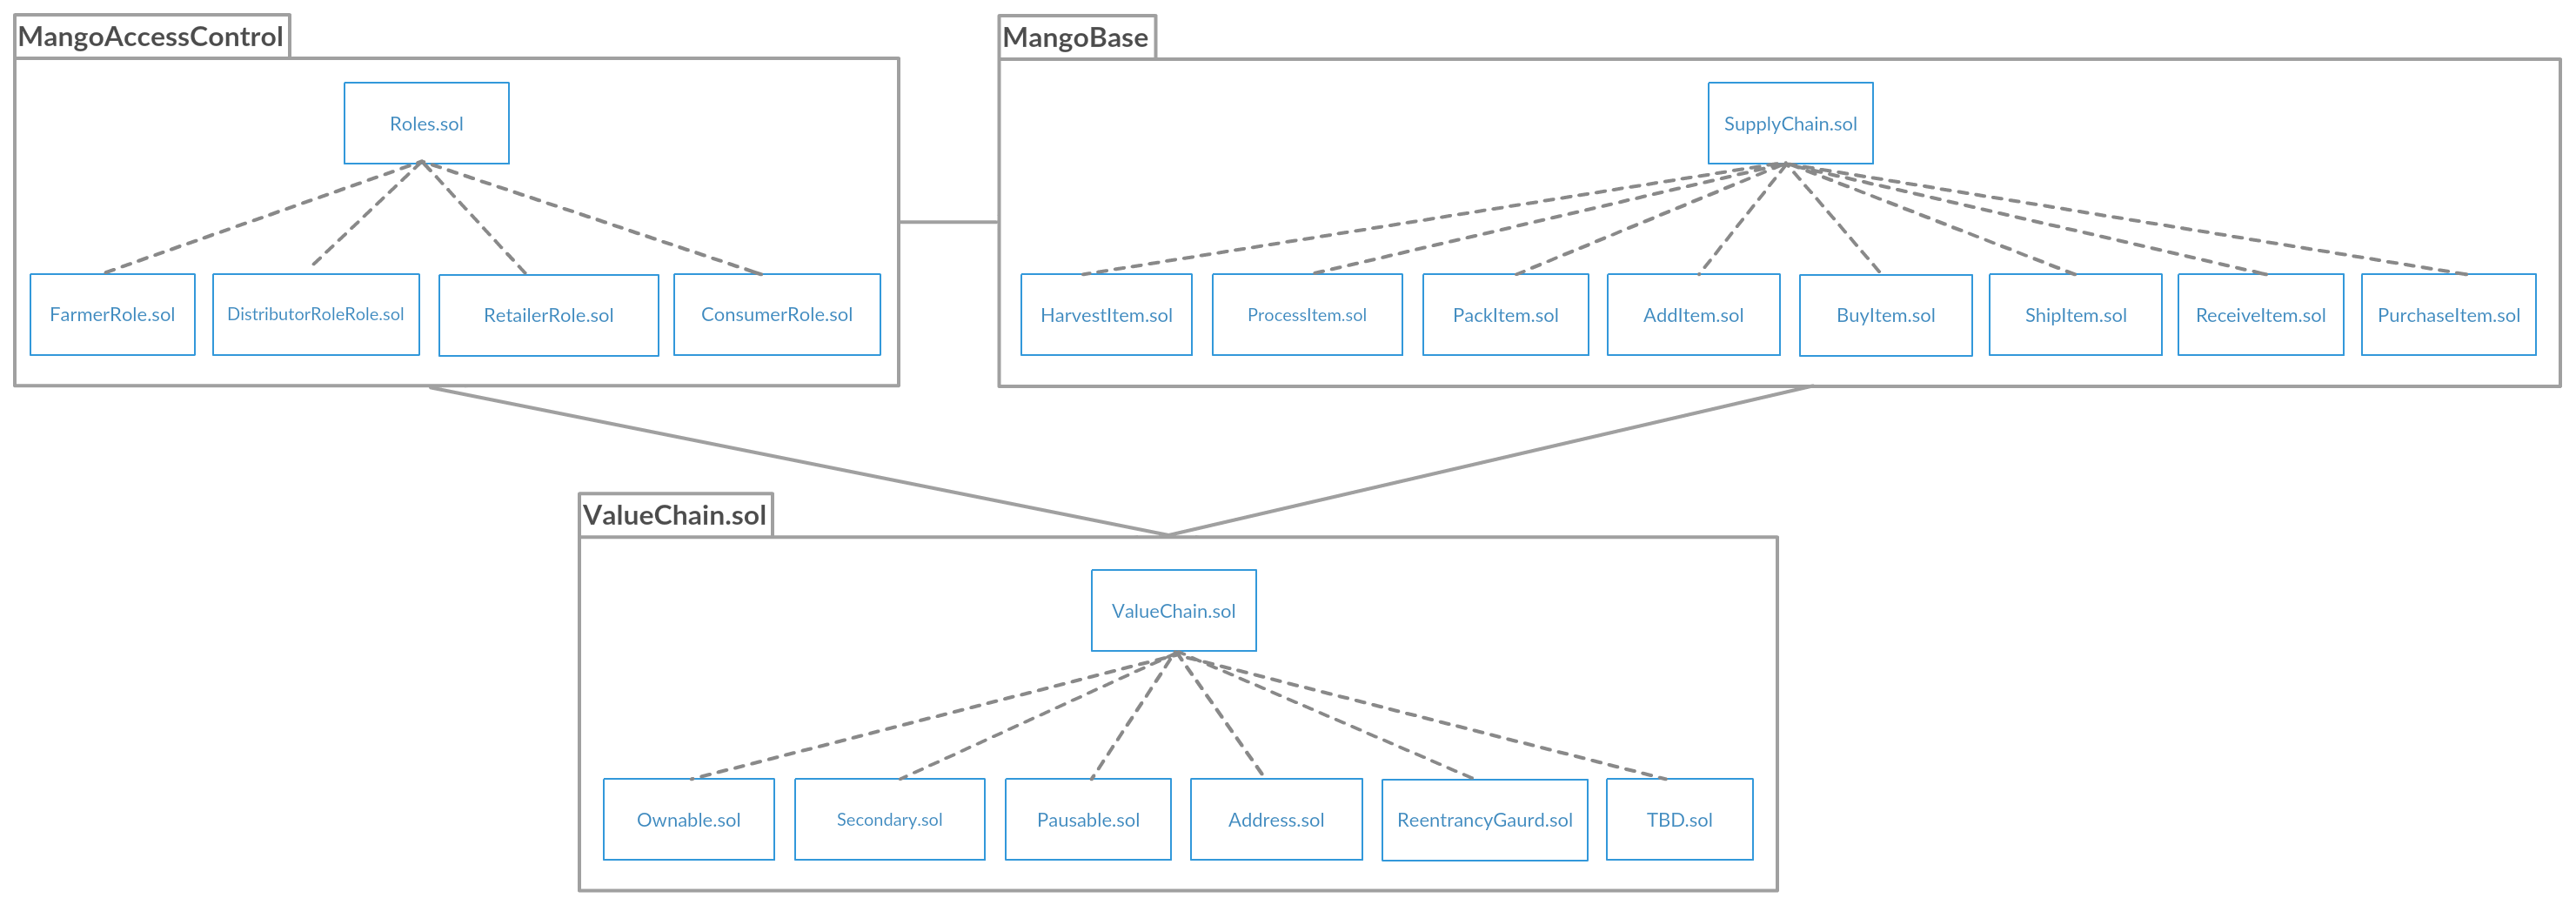 MangoAccessControl
Roles.sol
FarmerRole.sol
DistributorRoleRole.sol
RetailerRole.sol
ConsumerRole.sol
MangoBase
SupplyChain.sol
HarvestItem.sol
ProcessItem.sol
PackItem.sol
AddItem.sol
BuyItem.sol
ShipItem.sol
ReceiveItem.sol
PurchaseItem.sol
ValueChain.sol
ValueChain.sol
Ownable.sol
Secondary.sol
Pausable.sol
Address.sol
ReentrancyGaurd.sol
TBD.sol